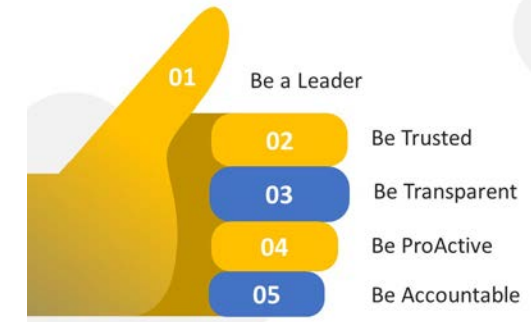 01 Be a Leader
02 Be Trusted
03 Be Transparent
04 Be ProActive
05 Be Accountable